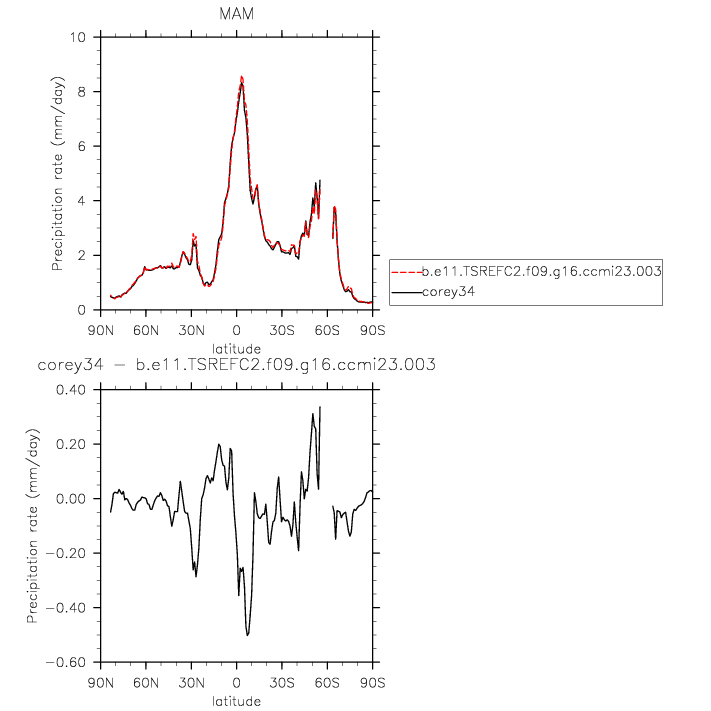 MAM
10
8
6
4
2
0
Precipitation rate (mm/day)
90N 60N 30N 0 30S 60S 90S
latitude
b.e11.TSREFC2.f09.g16.ccmi23.003
corey34
corey34 − b.e11.TSREFC2.f09.g16.ccmi23.003
0.40
0.20
0.00
−0.20
−0.40
−0.60
Precipitation rate (mm/day)
90N 60N 30N 0 30S 60S 90S
latitude